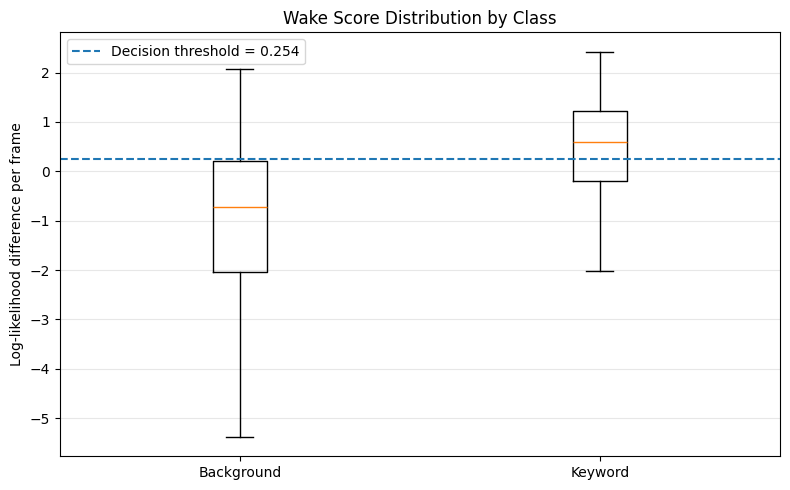 Wake Score Distribution by Class
Decision threshold = 0.254
Log-likelihood difference per frame
2
1
0
−1
−2
−3
−4
−5
Background
Keyword